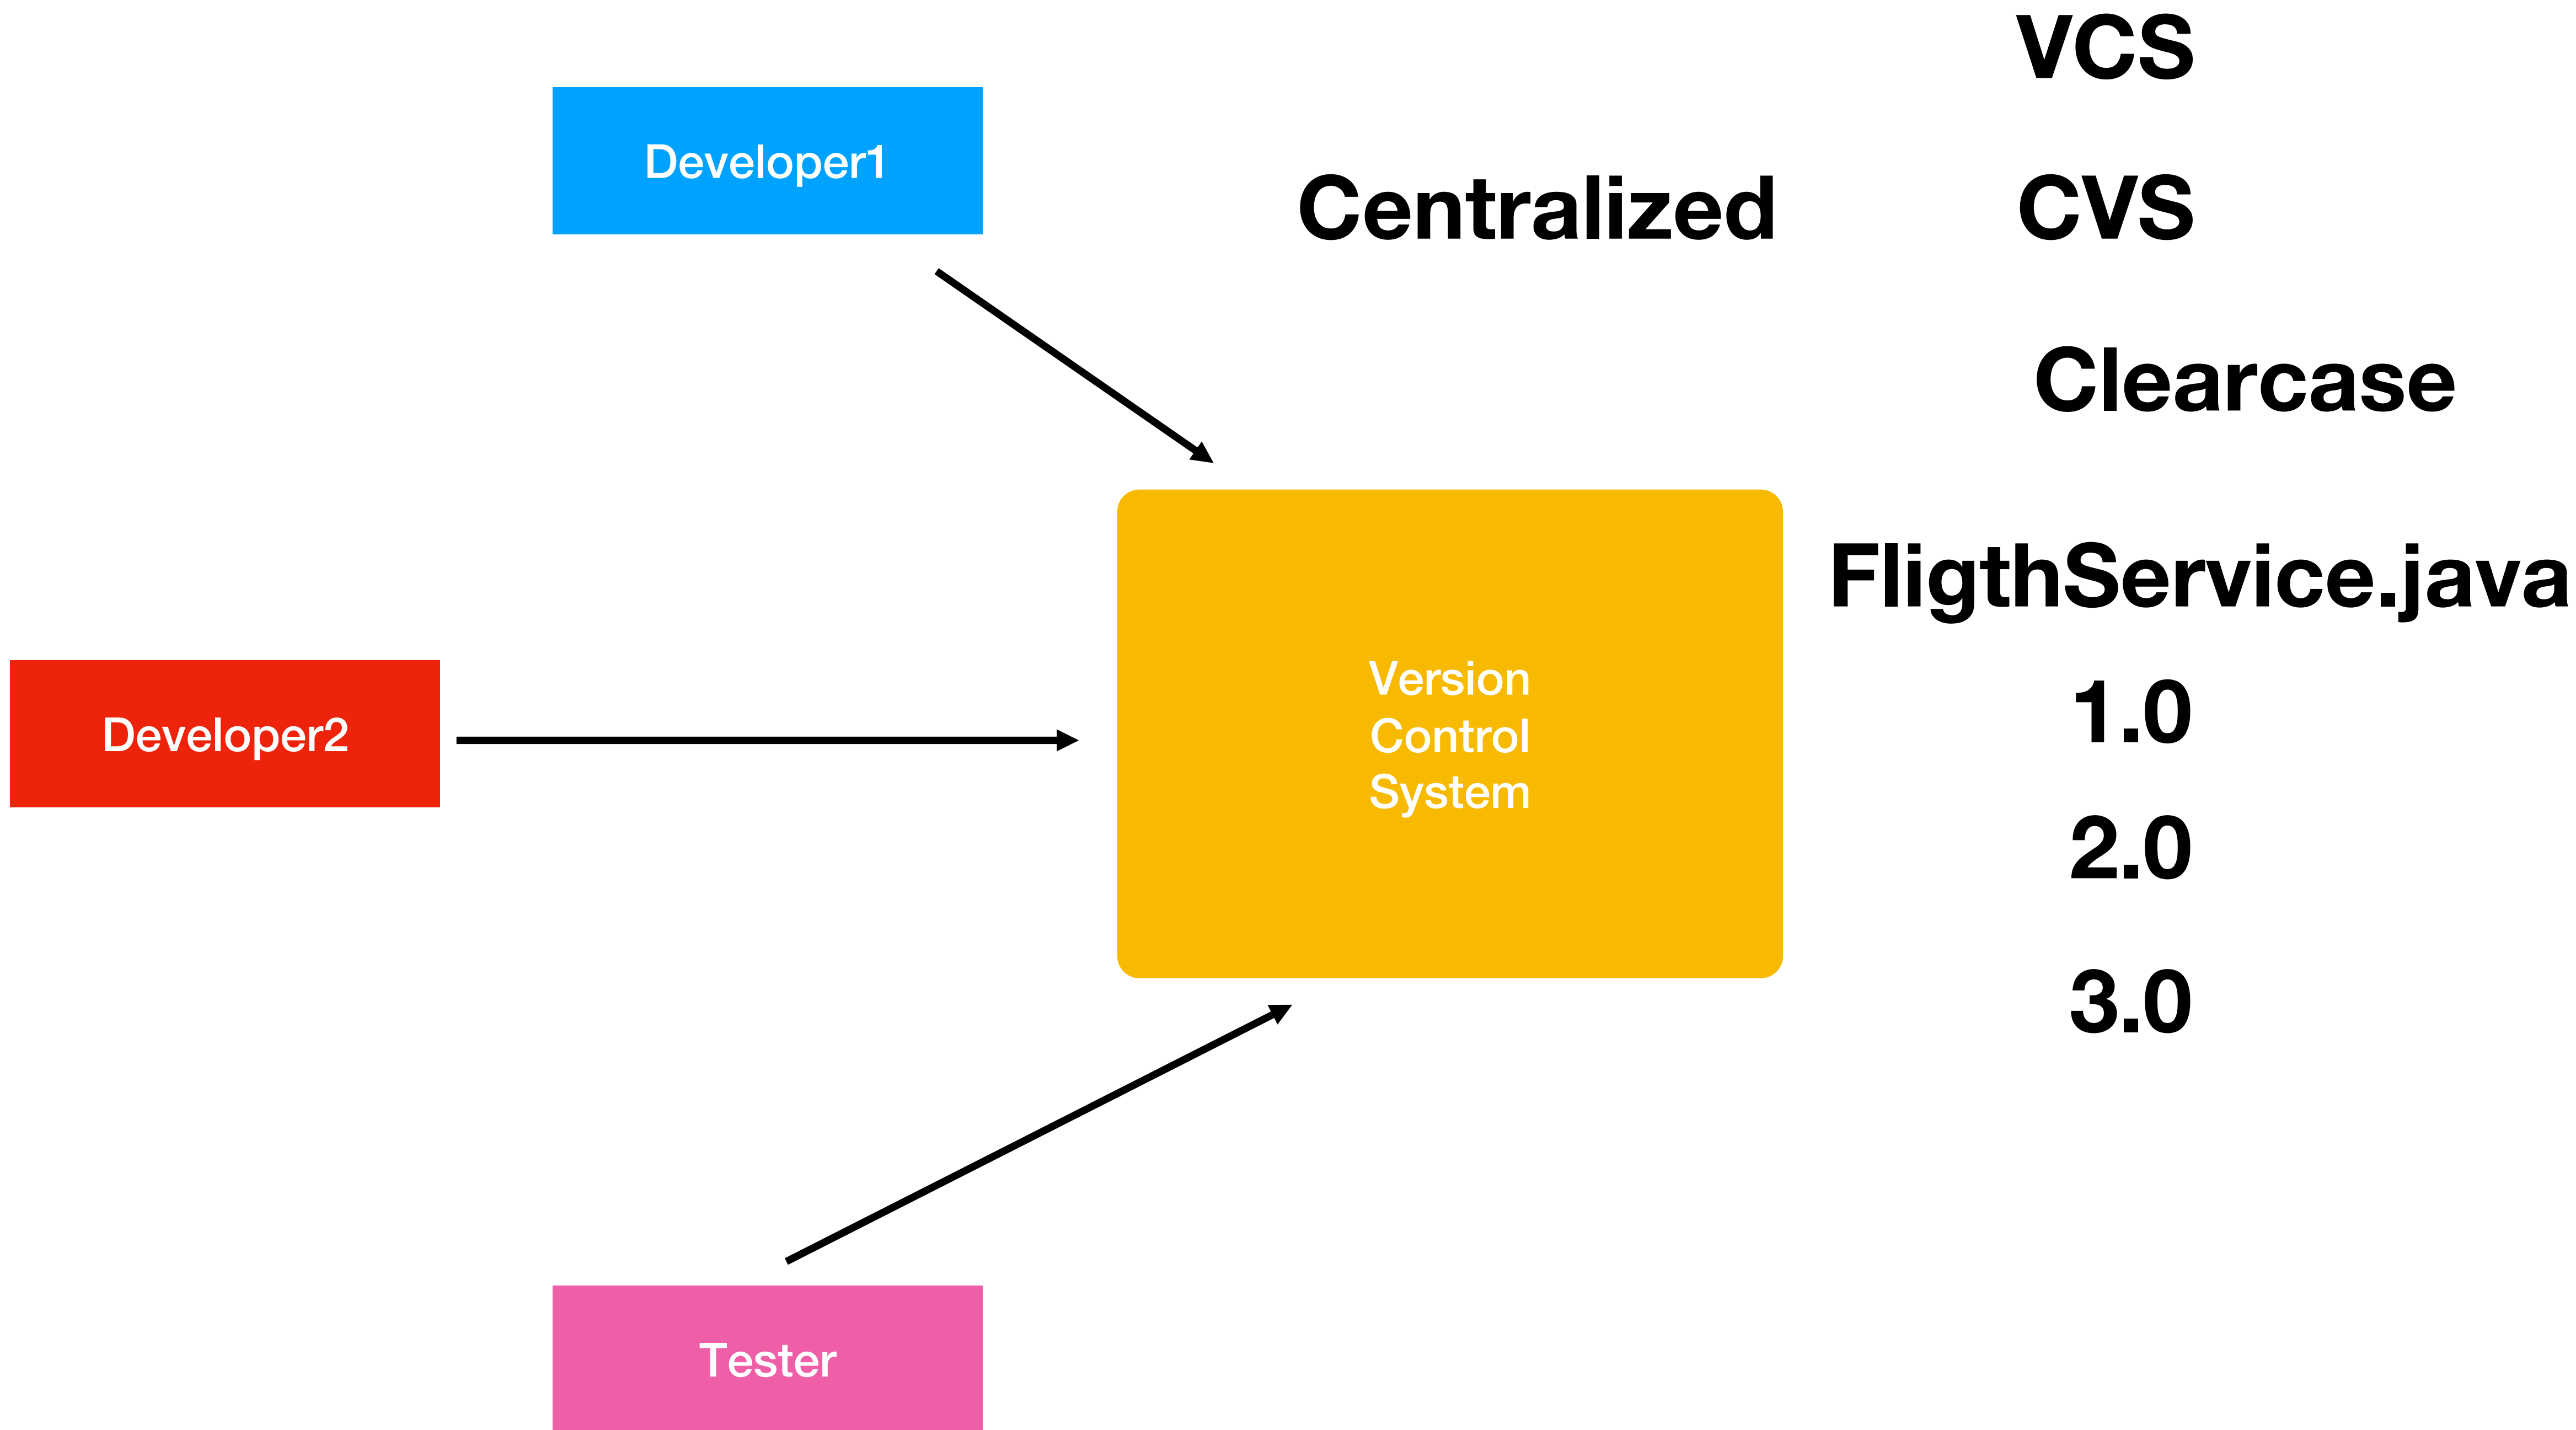 VCS
Developer1
Centralized
CVS
Clearcase
FligthService.java
Version
Control
System
Developer2
1.0
2.0
3.0
Tester